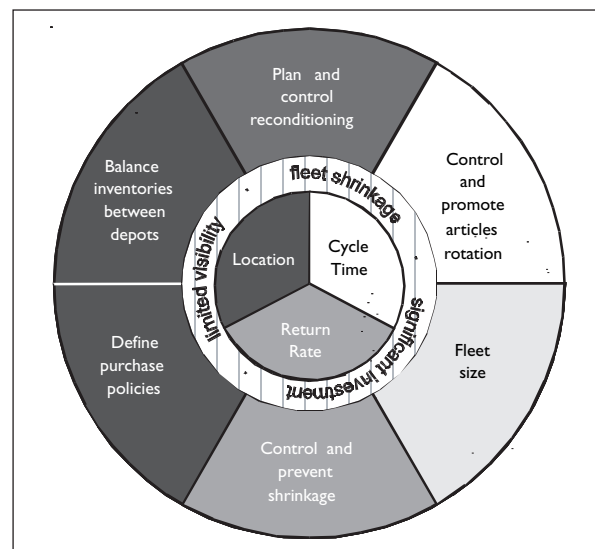 Plan and
control
reconditioning
Balance
inventories
between
depots
Control
and
promote
articles
rotation
fleet shrinkage
limited visibility
significant investment
Location
Cycle
Time
Return
Rate
Define
purchase
policies
Fleet
size
Control and
prevent
shrinkage